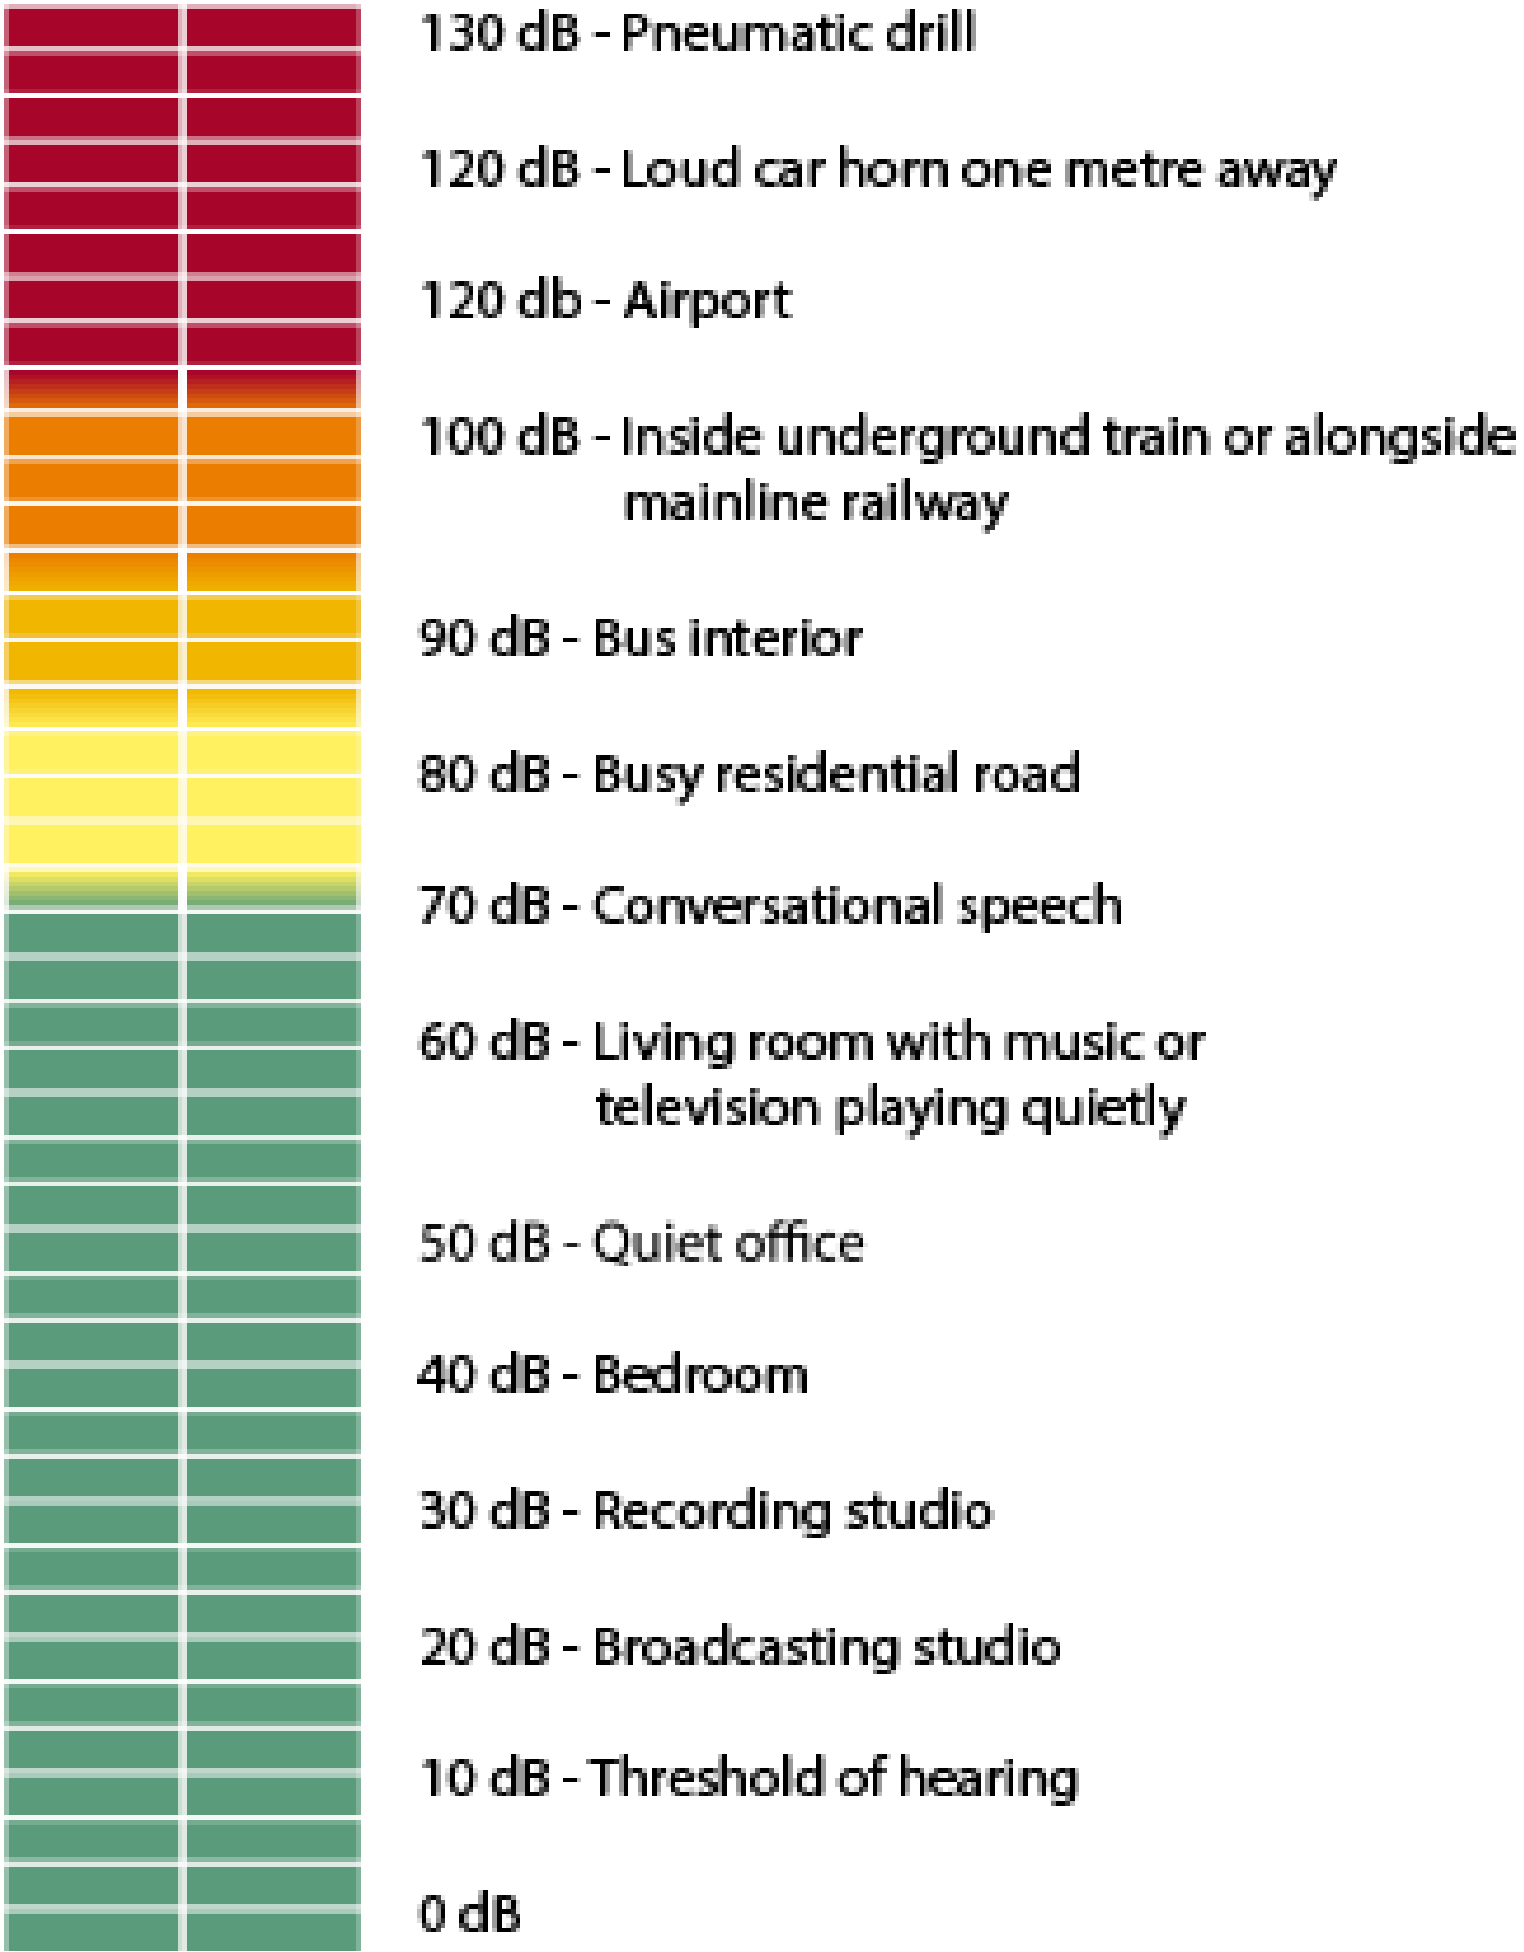 130 dB - Pneumatic drill
120 dB - Loud car horn one metre away
120 db - Airport
100 dB - Inside underground train or alongside
mainline railway
90 dB - Bus interior
80 dB - Busy residential road
70 dB - Conversational speech
60 dB - Living room with music or
television playing quietly
50 dB - Quiet office
40 dB - Bedroom
30 dB - Recording studio
20 dB - Broadcasting studio
10 dB - Threshold of hearing
0 dB